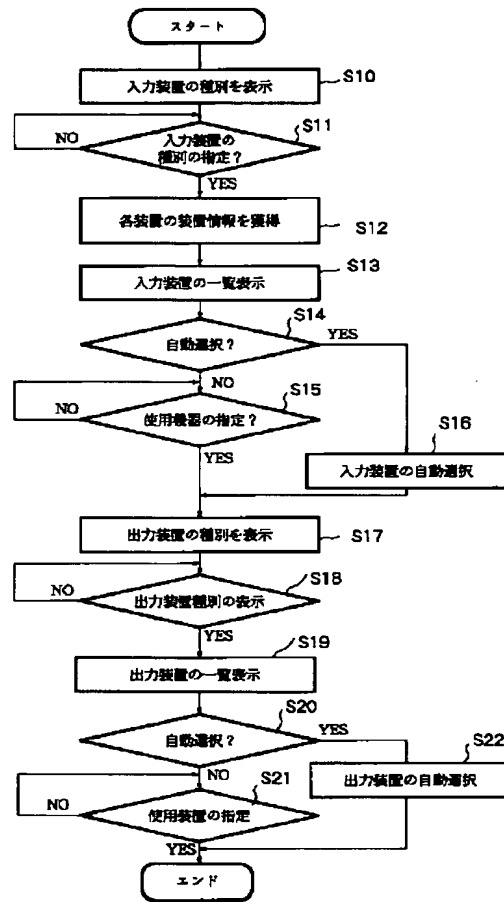 スタート
入力装置の種別を表示
S10
S11
入力装置の
種別の指定？
NO
YES
各装置の装置情報を獲得
S12
S13
入力装置の一覧表示
S14
自動選択？
YES
NO
S15
使用機器の指定？
NO
YES
S16
入力装置の自動選択
出力装置の種別を表示
S17
S18
出力装置種別の表示
NO
YES
S19
出力装置の一覧表示
S20
自動選択？
YES
NO
S22
出力装置の自動選択
S21
使用装置の指定
NO
YES
エンド